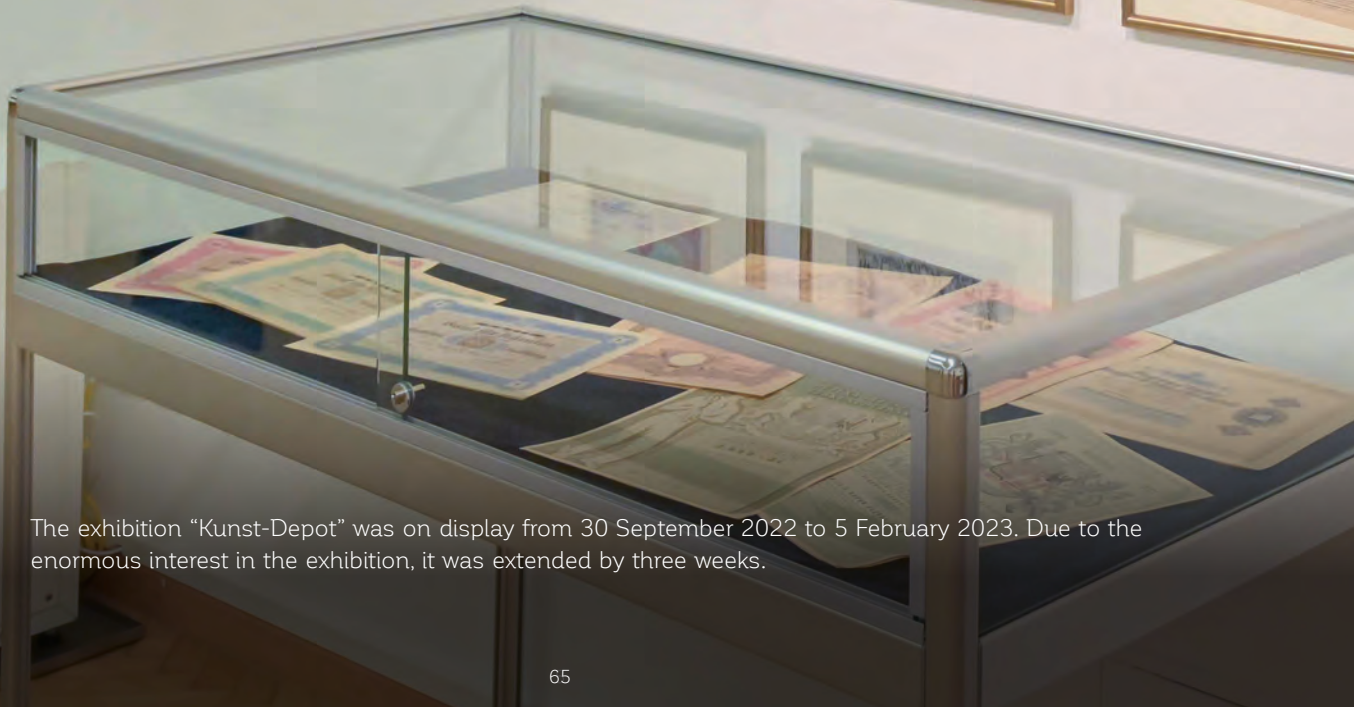 The exhibition “Kunst-Depot” was on display from 30 September 2022 to 5 February 2023. Due to the
enormous interest in the exhibition, it was extended by three weeks.
65